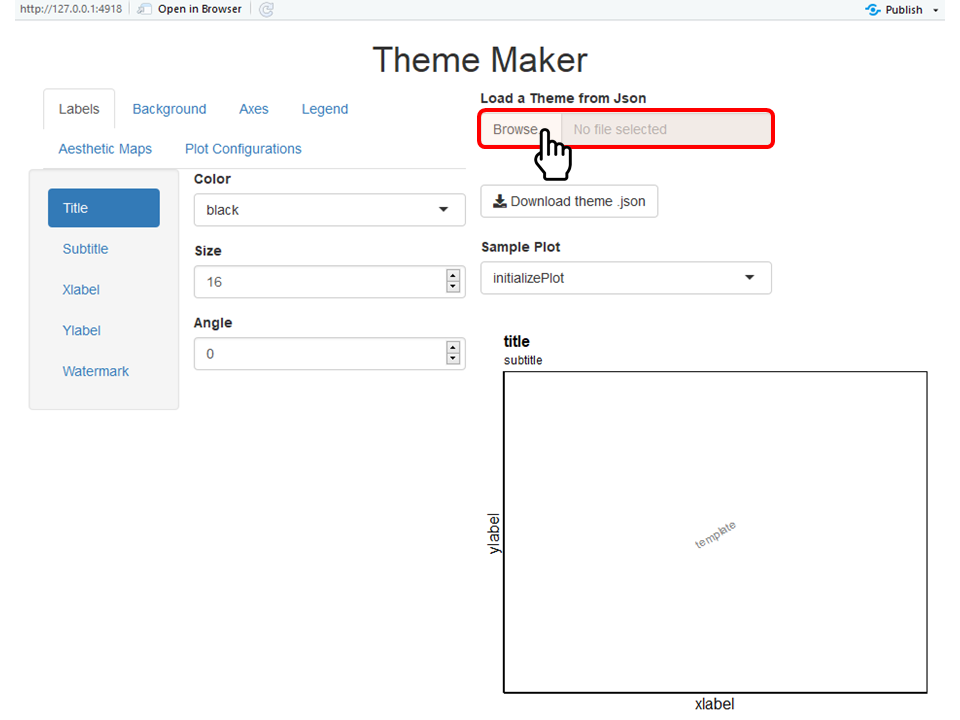 http://127.0.0.1:4918 Open in Browser Publish
Theme Maker
Labels Background Axes Legend
Aesthetic Maps Plot Configurations
Title
Subtitle
Xlabel
Ylabel
Watermark
Color
black
Size
16
Angle
0
Load a Theme from Json
Browse... No file selected
Download theme .json
Sample Plot
initializePlot
title
subtitle
ylabel
template
xlabel